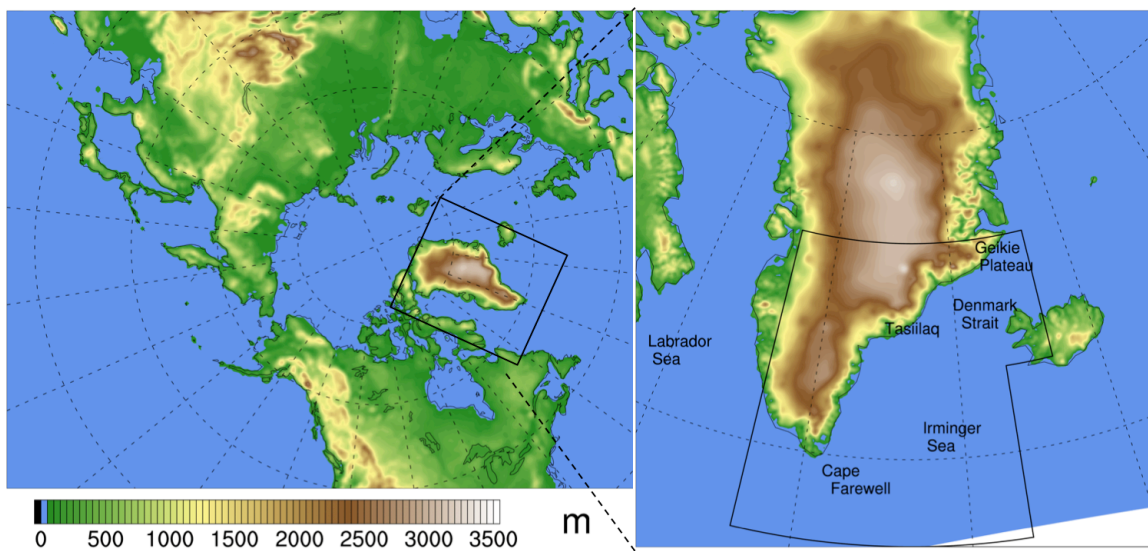 Geikie
Plateau
Denmark
Strait
Tasiilaq
Labrador
Sea
Irminger
Sea
Cape
Farewell
0 500 1000 1500 2000 2500 3000 3500
m